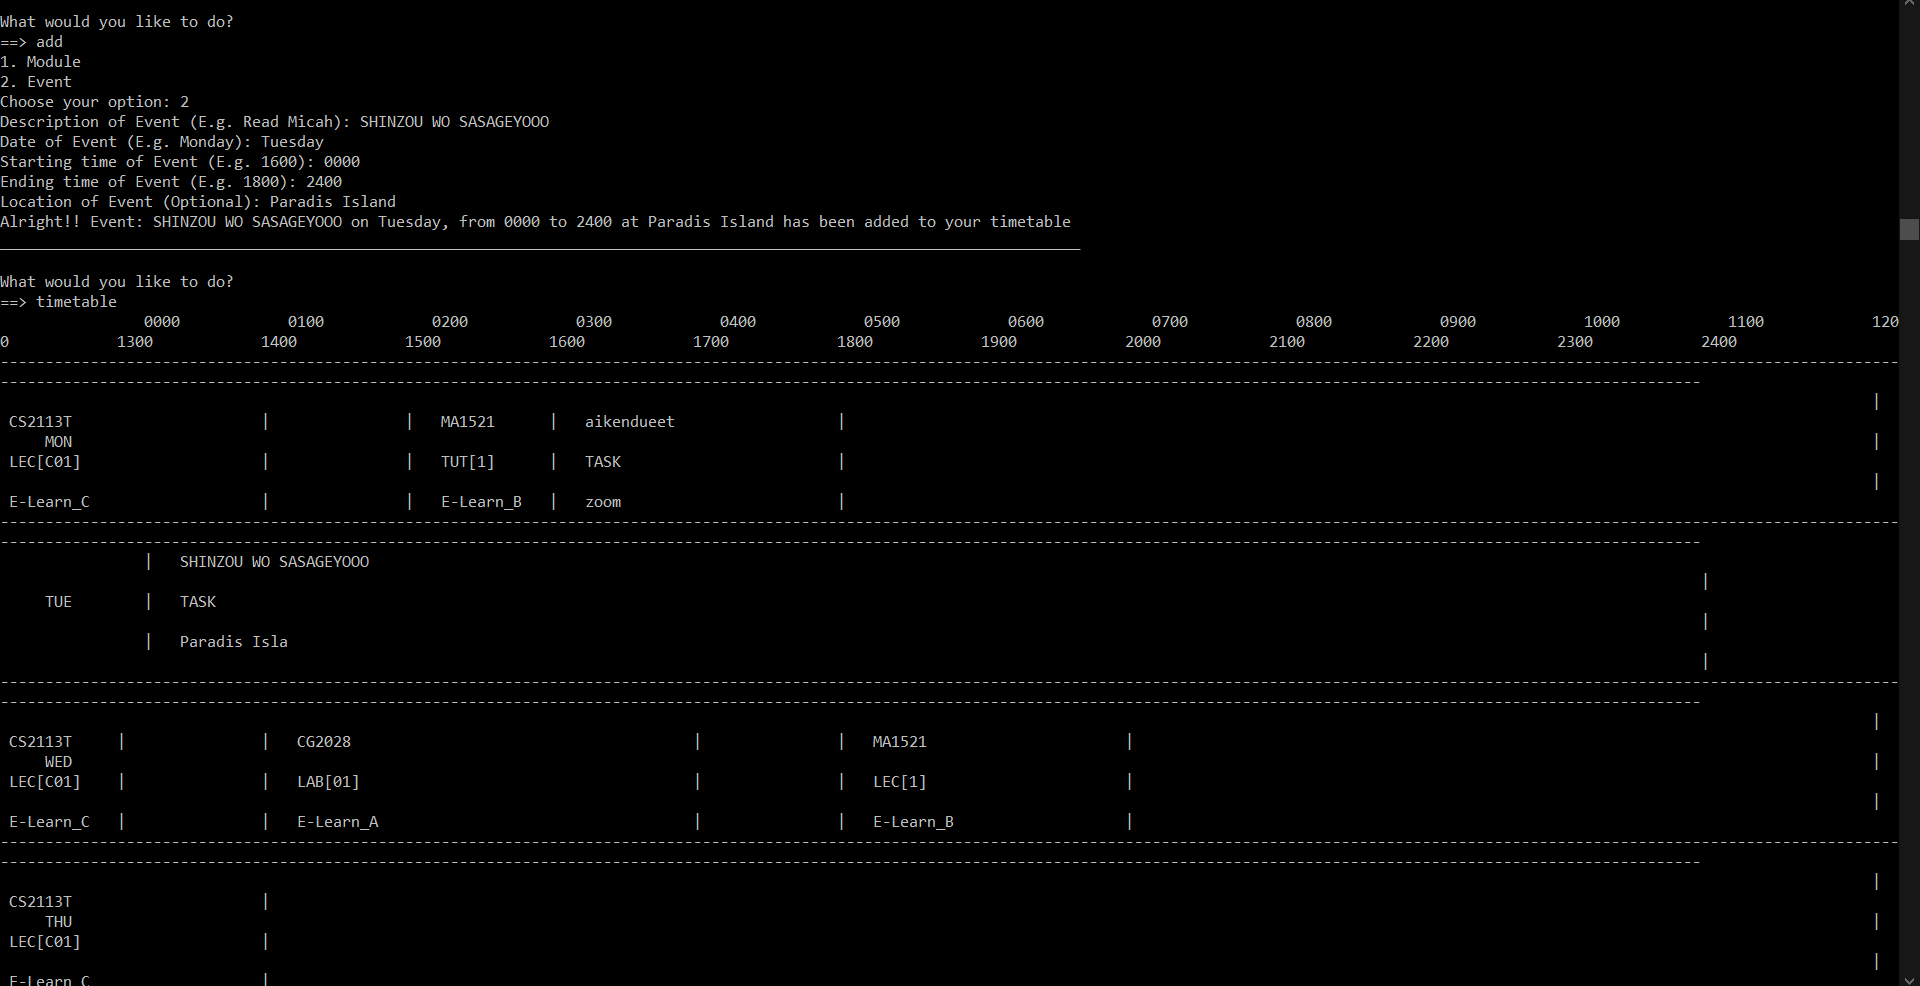 What would you like to do?
==> add
1. Module
2. Event
Choose your option: 2
Description of Event (E.g. Read Micah): SHINZOU WO SASAGEYOOO
Date of Event (E.g. Monday): Tuesday
Starting time of Event (E.g. 1600): 0000
Ending time of Event (E.g. 1800): 2400
Location of Event (Optional): Paradis Island
Alright!! Event: SHINZOU WO SASAGEYOOO on Tuesday, from 0000 to 2400 at Paradis Island has been added to your timetable
What would you like to do?
==> timetable
0000 0100 0200 0300 0400 0500 0600 0700 0800 0900 1000 1100 120
0 1300 1400 1500 1600 1700 1800 1900 2000 2100 2200 2300 2400
|
CS2113T | | MA1521 | aikendueet |
MON |
LEC[C01] | | TUT[1] | TASK |
|
E-Learn_C | | E-Learn_B | zoom |
| SHINZOU WO SASAGEYOOO
|
TUE | TASK
|
| Paradis Isla
|
|
CS2113T | | CG2028 | | MA1521 |
WED |
LEC[C01] | | LAB[01] | | LEC[1] |
|
E-Learn_C | | E-Learn_A | | E-Learn_B |
|
CS2113T |
THU |
LEC[C01] |
|
E-Learn_C |